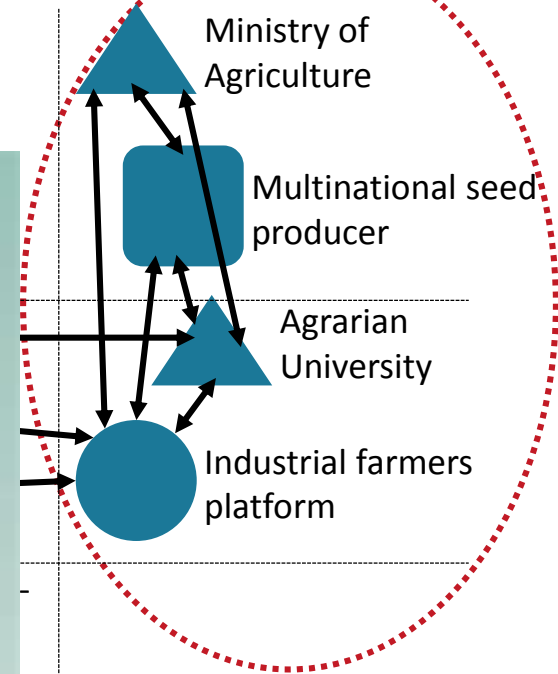 Ministry of
Agriculture
Multinational seed
producer
Agrarian
University
Industrial farmers
platform